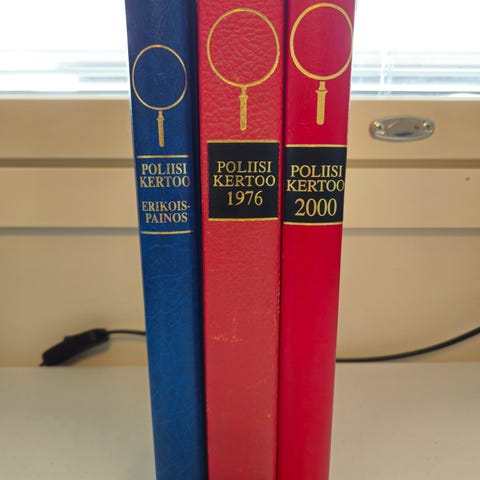 POLIISI
KERTOO
ERIKOIS-
PAINOS
POLIISI
KERTOO
1976
POLIISI
KERTOO
2000